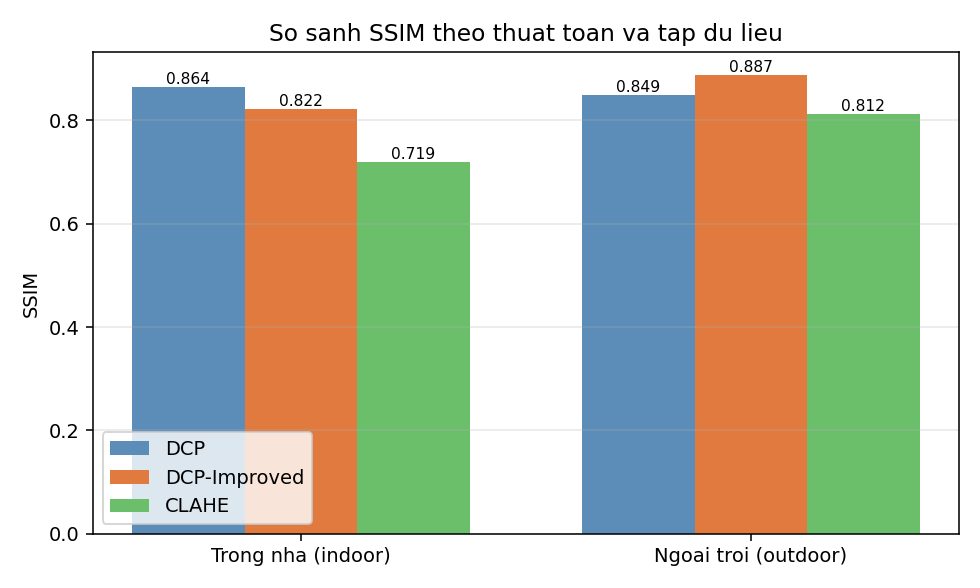 So sanh SSIM theo thuat toan va tap du lieu
SSIM
0.8
0.6
0.4
0.2
0.0
0.864
0.822
0.719
0.849
0.887
0.812
DCP
DCP-Improved
CLAHE
Trong nha (indoor)
Ngoai troi (outdoor)